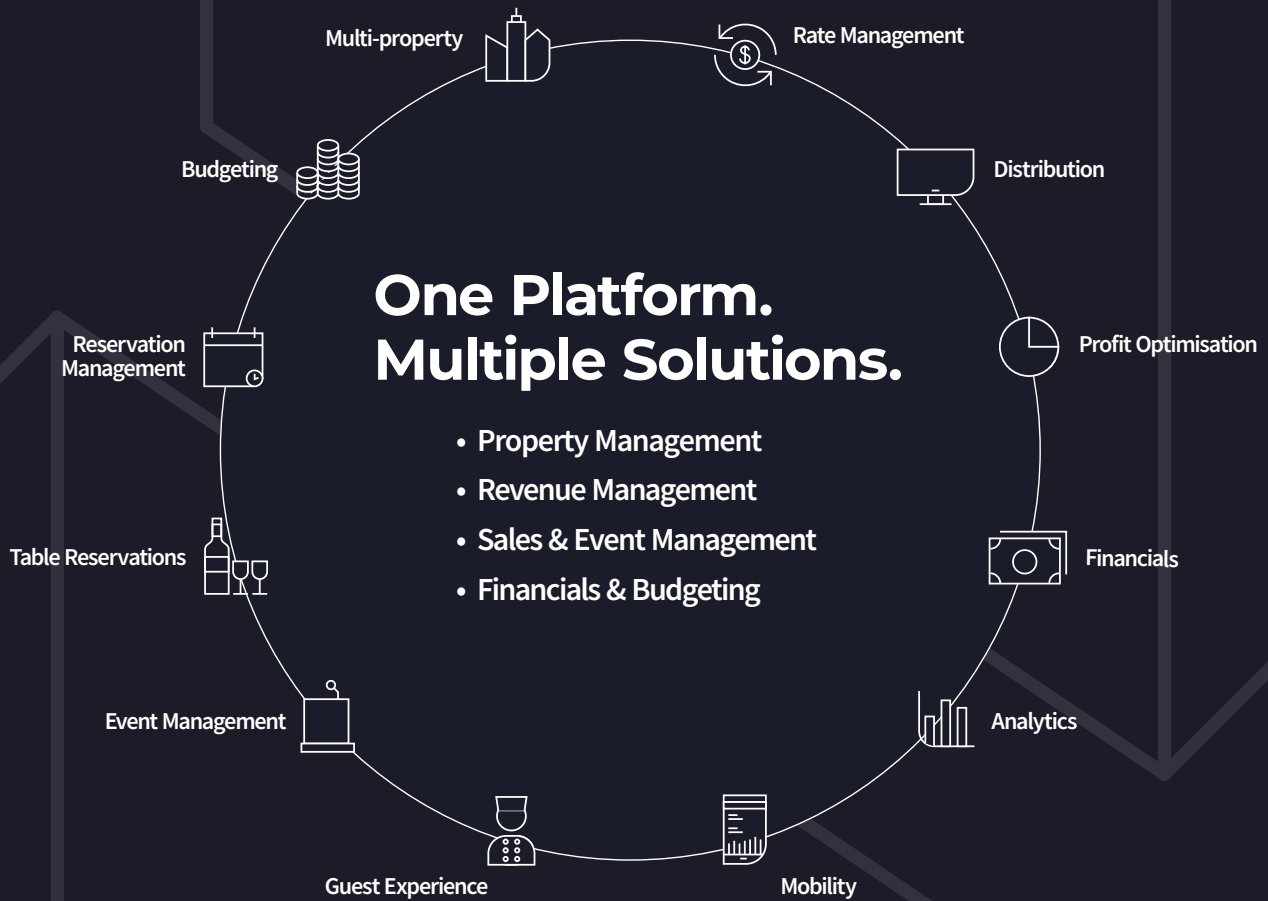 Multi-property
Rate Management
Budgeting
Distribution
One Platform.
Multiple Solutions.
Reservation
Management
Profit Optimisation
• Property Management
• Revenue Management
• Sales & Event Management
• Financials & Budgeting
Table Reservations
Financials
Event Management
Analytics
Guest Experience
Mobility
$